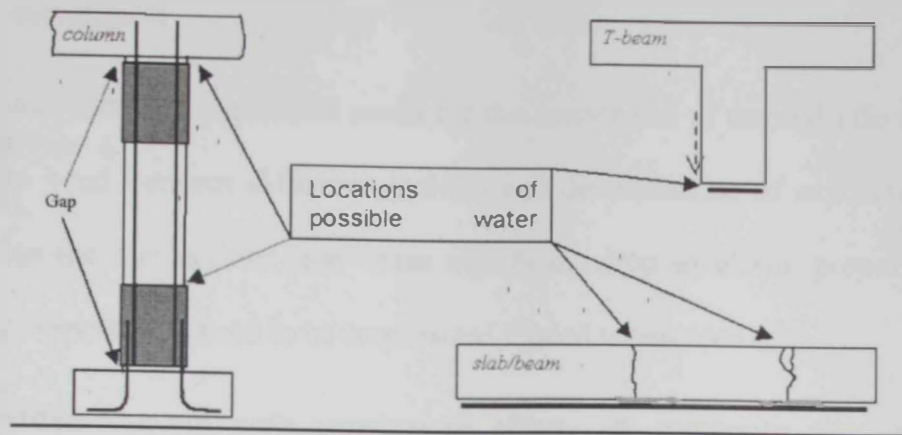 column
T-beam
Gap
Locations of
possible water
slab/beam